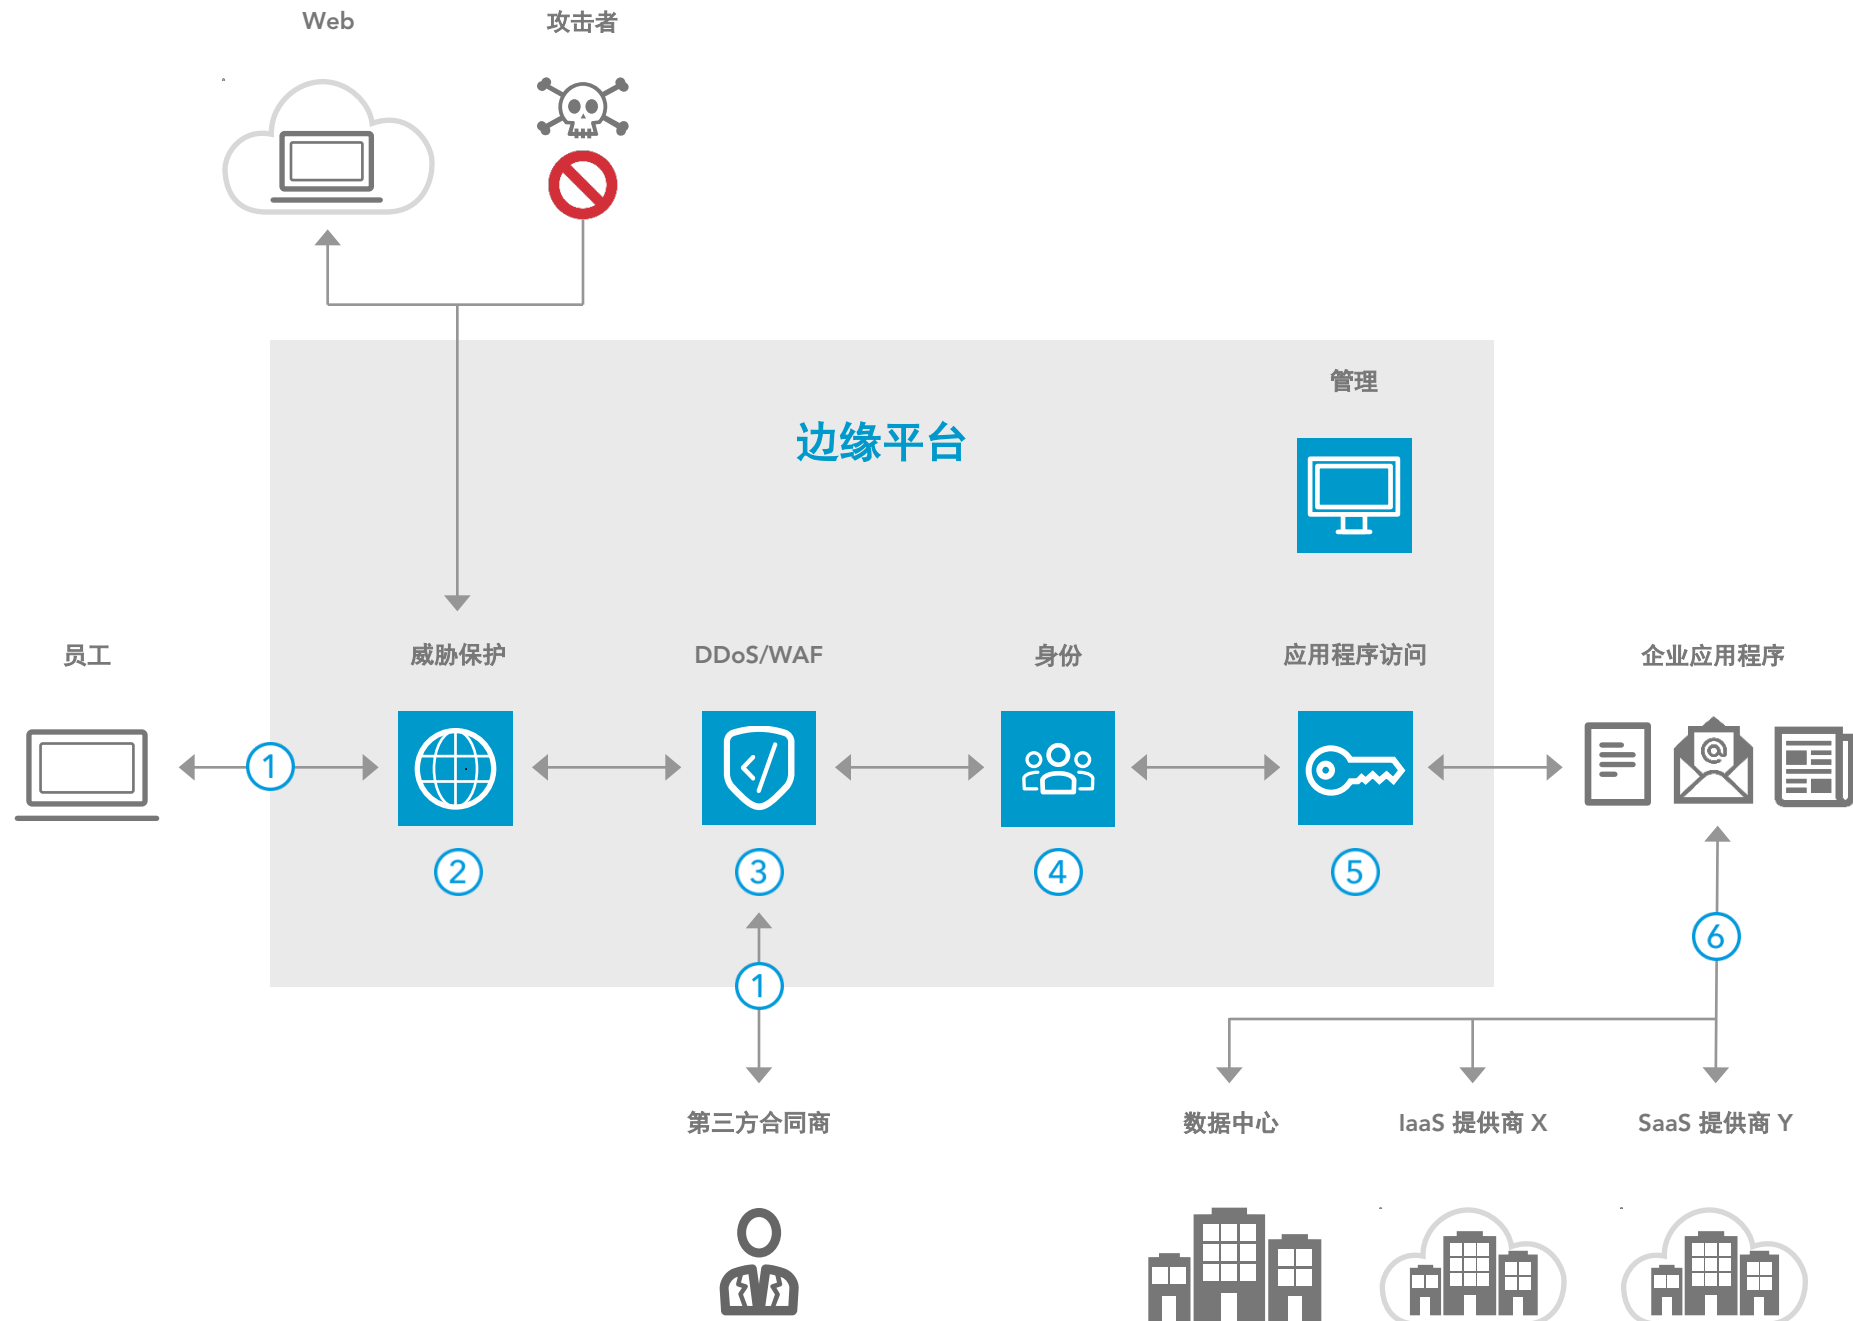 Web
攻击者
管理
边缘平台
员工
威胁保护
DDoS/WAF
身份
应用程序访问
企业应用程序
@
1
2
3
4
5
6
1
第三方合同商
数据中心
IaaS 提供商 X
SaaS 提供商 Y